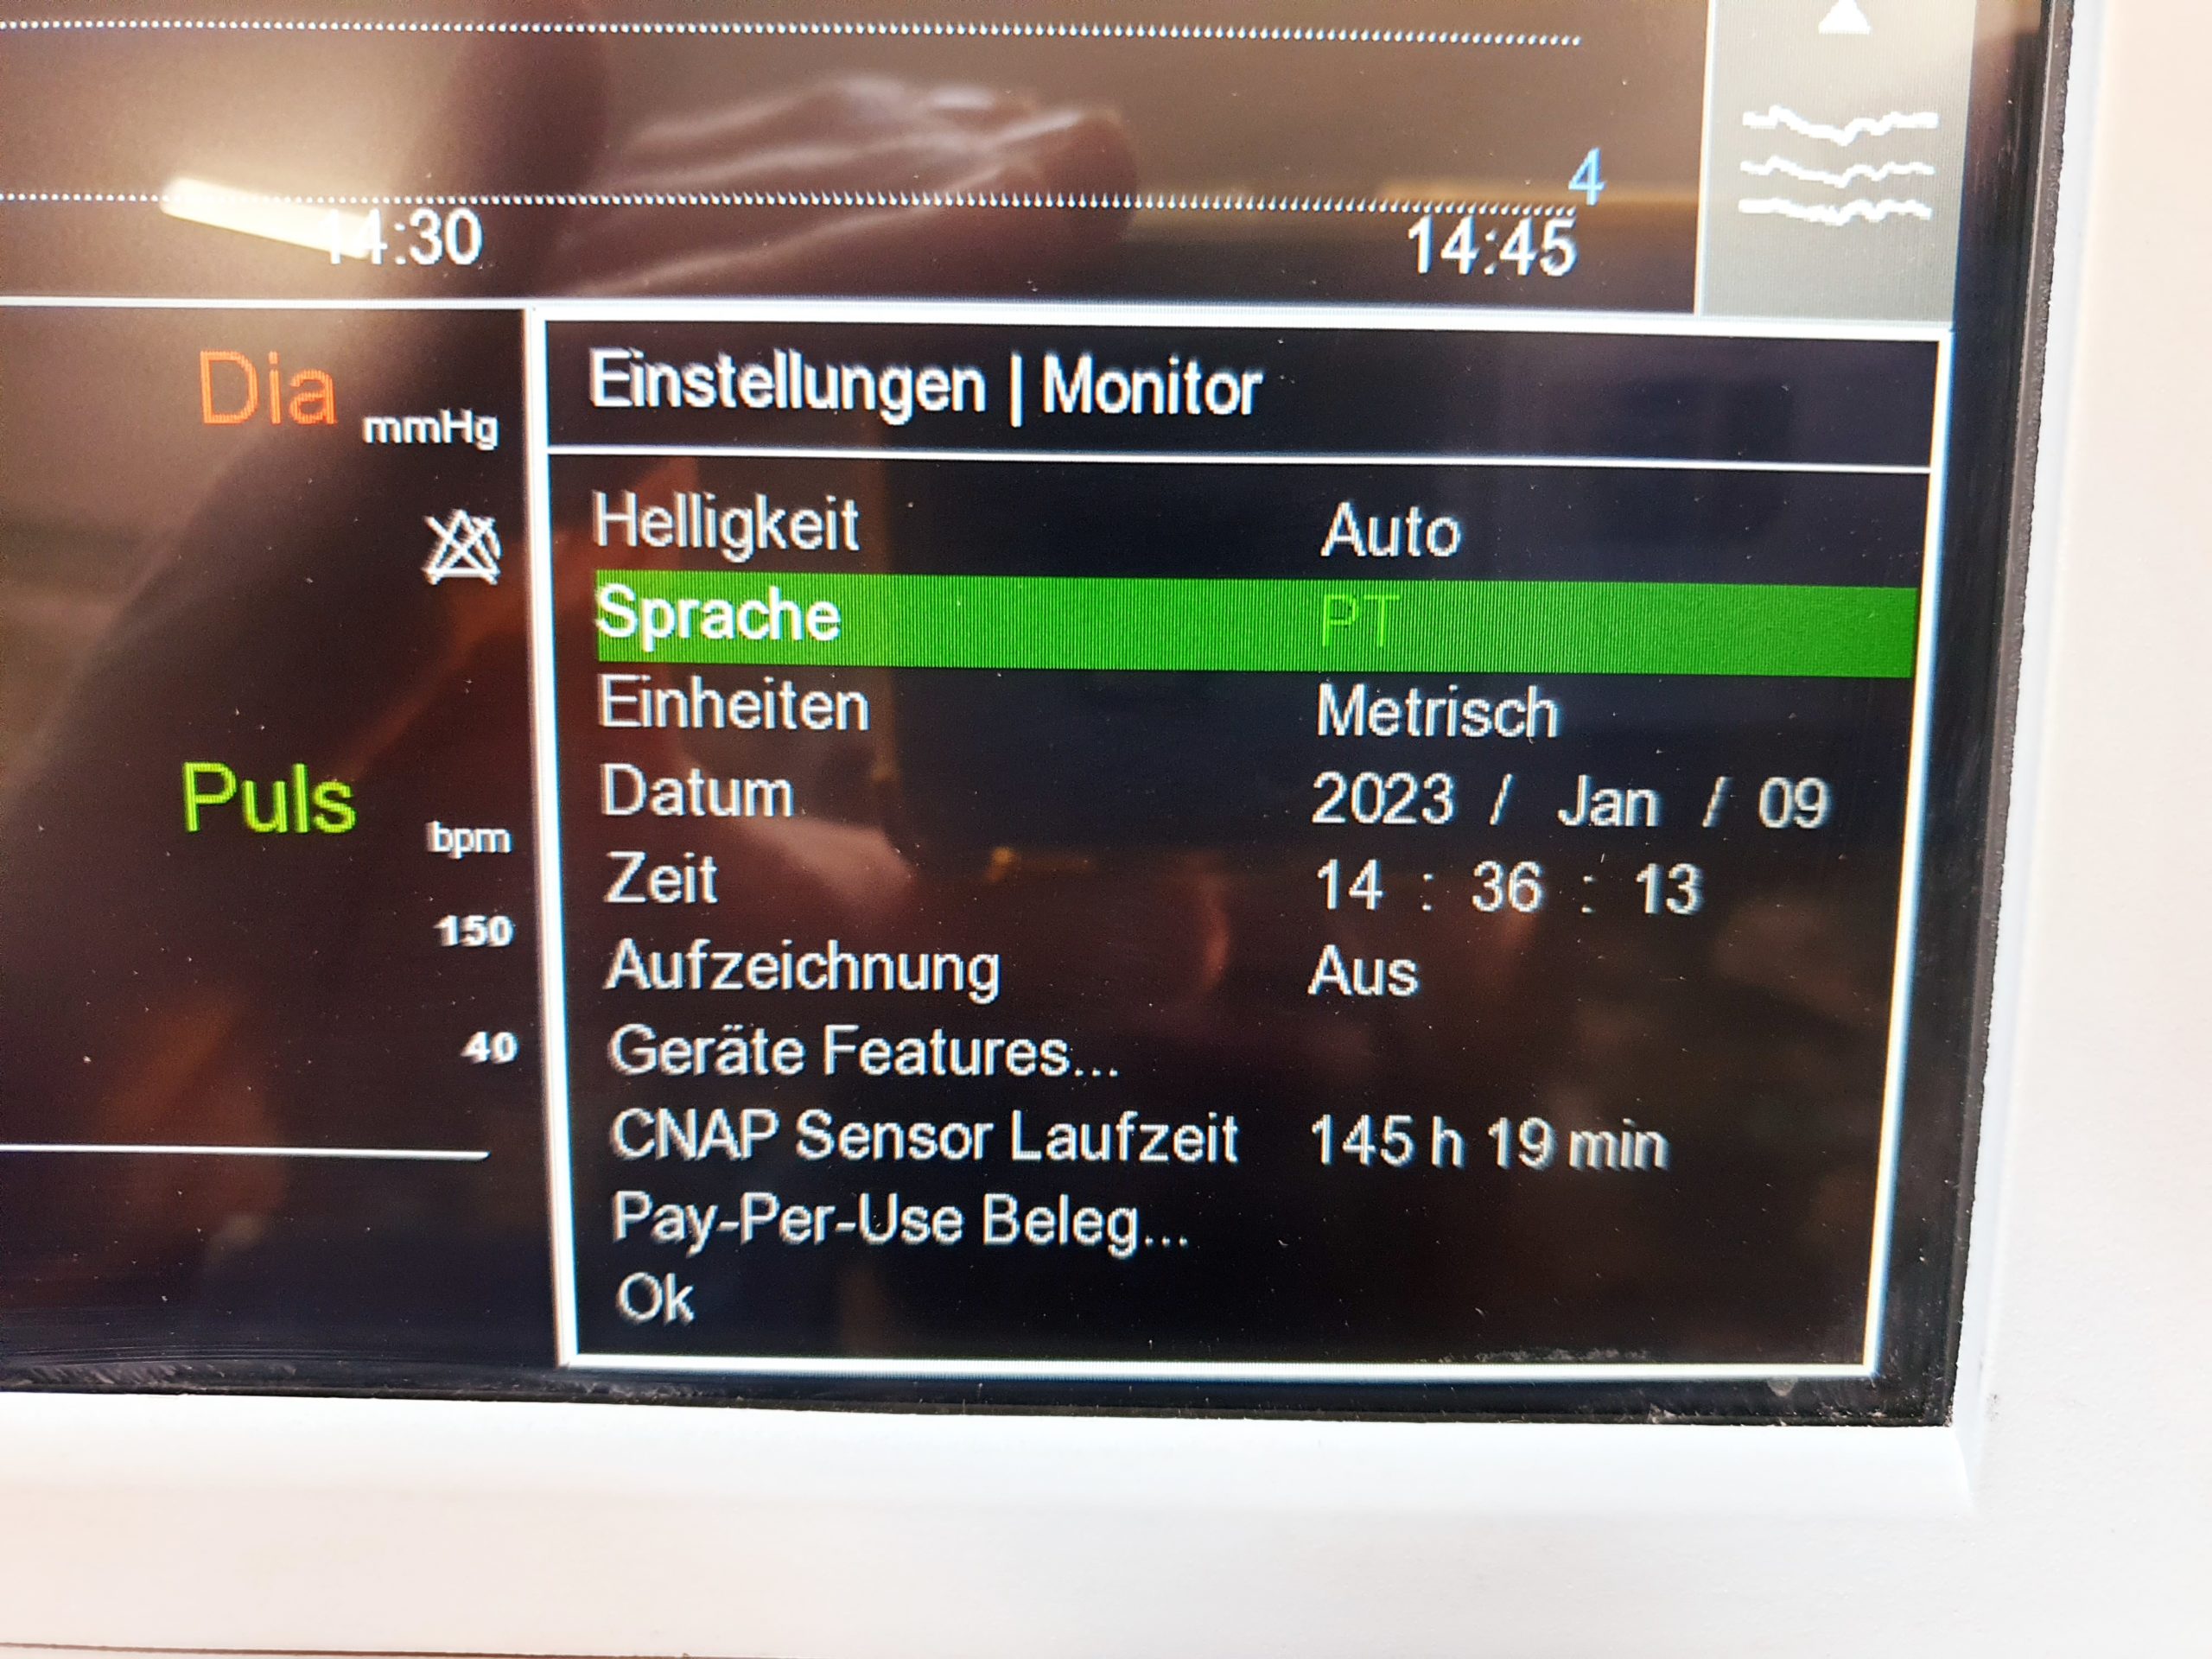 4
14:30 14:45
Dia mmHg
Puls
bpm
150
40
Einstellungen | Monitor
Helligkeit Auto
Sprache PT
Einheiten Metrisch
Datum 2023 / Jan / 09
Zeit 14 : 36 : 13
Aufzeichnung Aus
Geräte Features...
CNAP Sensor Laufzeit 145 h 19 min
Pay-Per-Use Beleg...
Ok